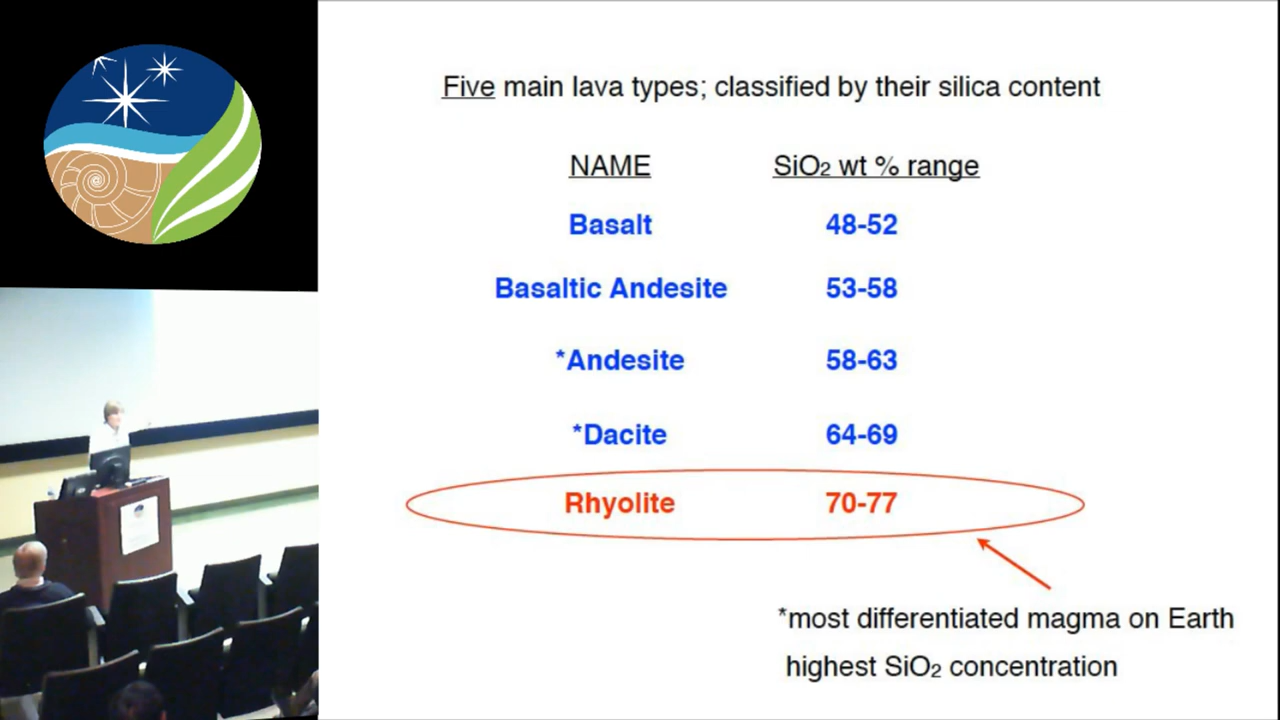 Five main lava types; classified by their silica content
NAME SiO2 wt % range
Basalt 48-52
Basaltic Andesite 53-58
*Andesite 58-63
*Dacite 64-69
Rhyolite 70-77
*most differentiated magma on Earth
highest SiO2 concentration